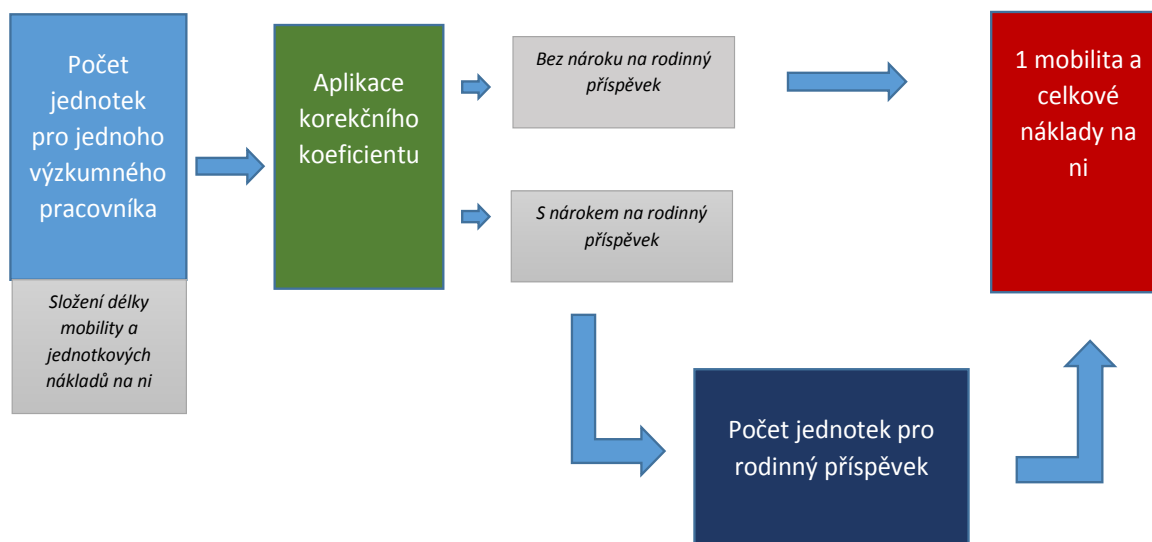 Počet
jednotek
pro jednoho
výzkumného
pracovníka
Složení délky
mobility a
jednotkových
nákladů na ni
Aplikace
korekčního
koeficientu
Bez nároku na rodinný
příspěvek
S nárokem na rodinný
příspěvek
Počet jednotek pro
rodinný příspěvek
1 mobilita a
celkové
náklady na
ni